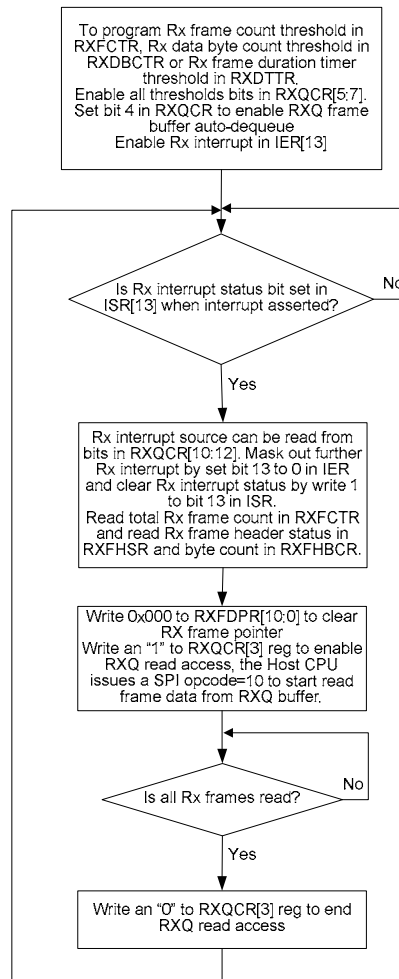 To program Rx frame count threshold in
RXFCTR, Rx data byte count threshold in
RXDBCTR or Rx frame duration timer
threshold in RXDTTR.
Enable all thresholds bits in RXQCR[5:7].
Set bit 4 in RXQCR to enable RXQ frame
buffer auto-dequeue
Enable Rx interrupt in IER[13]
Is Rx interrupt status bit set in
ISR[13] when interrupt asserted?
No
Yes
Rx interrupt source can be read from
bits in RXQCR[10:12]. Mask out further
Rx interrupt by set bit 13 to 0 in IER
and clear Rx interrupt status by write 1
to bit 13 in ISR.
Read total Rx frame count in RXFCTR
and read Rx frame header status in
RXFHSR and byte count in RXFHBCR.
Write 0x000 to RXFDPR[10:0] to clear
RX frame pointer
Write an “1” to RXQCR[3] reg to enable
RXQ read access, the Host CPU
issues a SPI opcode=10 to start read
frame data from RXQ buffer.
Is all Rx frames read?
No
Yes
Write an “0” to RXQCR[3] reg to end
RXQ read access